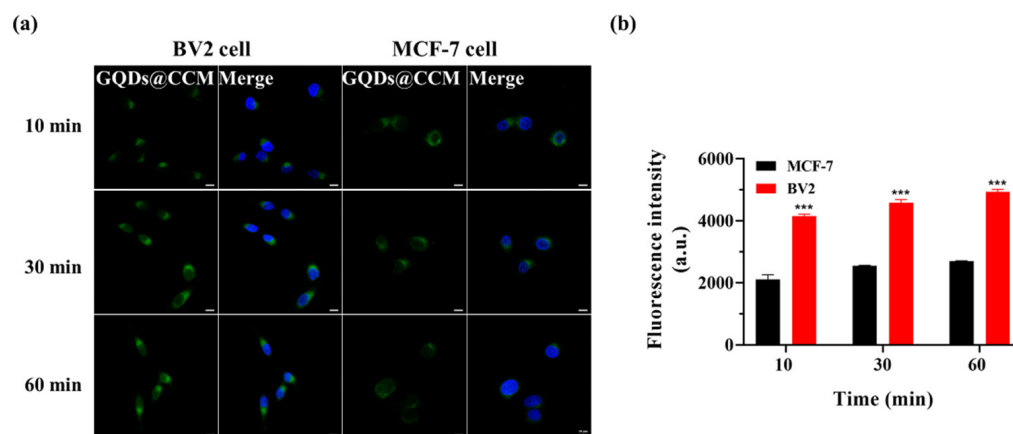 (a)
BV2 cell
MCF-7 cell
GQDs@CCM
Merge
GQDs@CCM
Merge
10 min
30 min
60 min
(b)
Fluorescence intensity
(a.u.)
6000
4000
2000
0
MCF-7
BV2
***
***
***
10
30
60
Time (min)